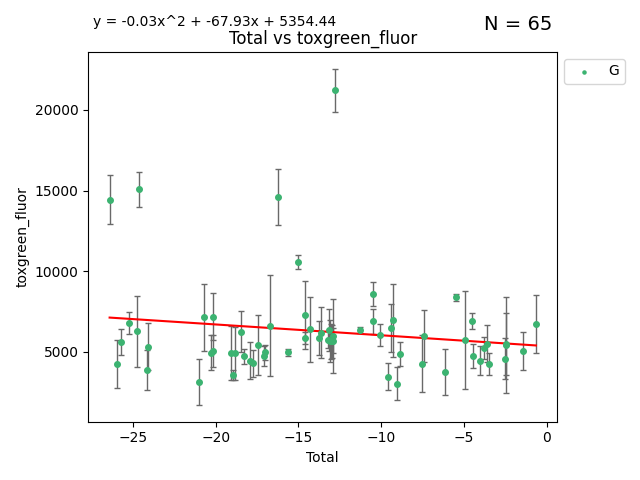 y = -0.03x^2 + -67.93x + 5354.44
N = 65
Total vs toxgreen_fluor
G
20000
15000
10000
5000
toxgreen_fluor
−25
−20
−15
−10
−5
0
Total